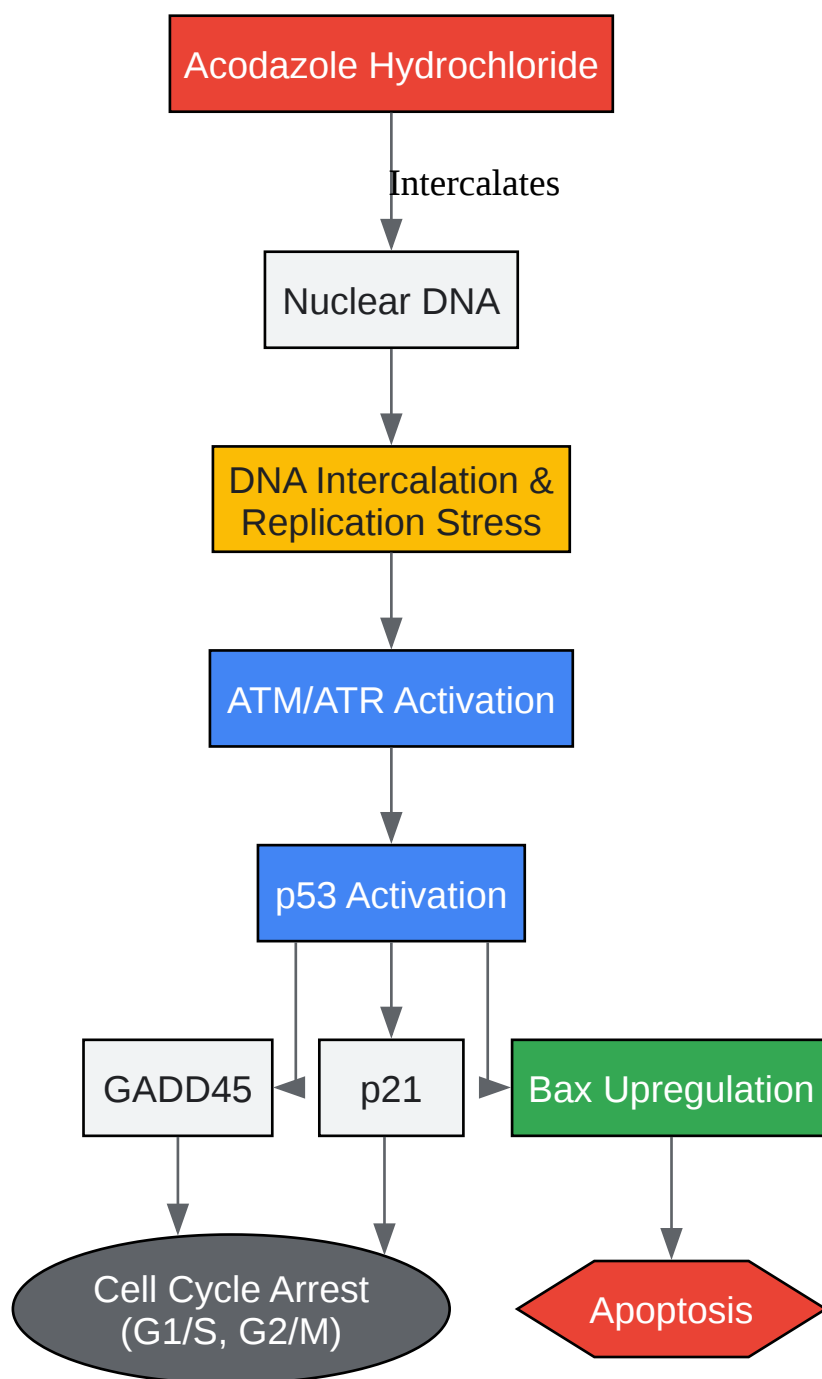 Acodazole Hydrochloride
Intercalates
Nuclear DNA
DNA Intercalation &
Replication Stress
ATM/ATR Activation
p53 Activation
GADD45
p21
Bax Upregulation
Cell Cycle Arrest
(G1/S, G2/M)
Apoptosis